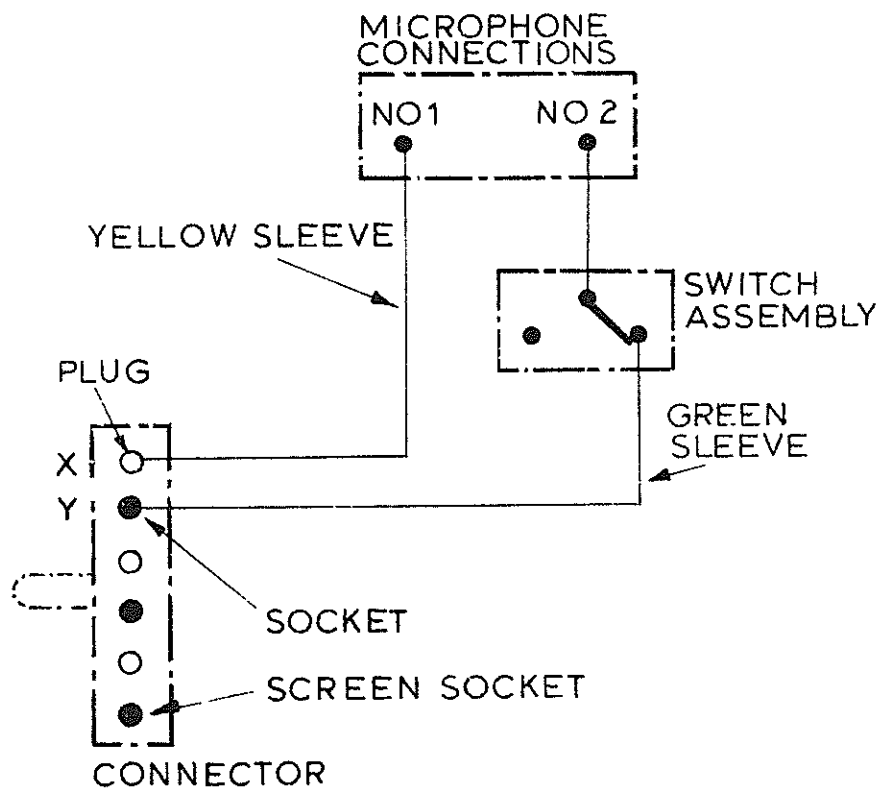 MICROPHONE
CONNECTIONS
NO1 NO 2
YELLOW SLEEVE
SWITCH
ASSEMBLY
PLUG
GREEN
SLEEVE
X
Y
SOCKET
SCREEN SOCKET
CONNECTOR